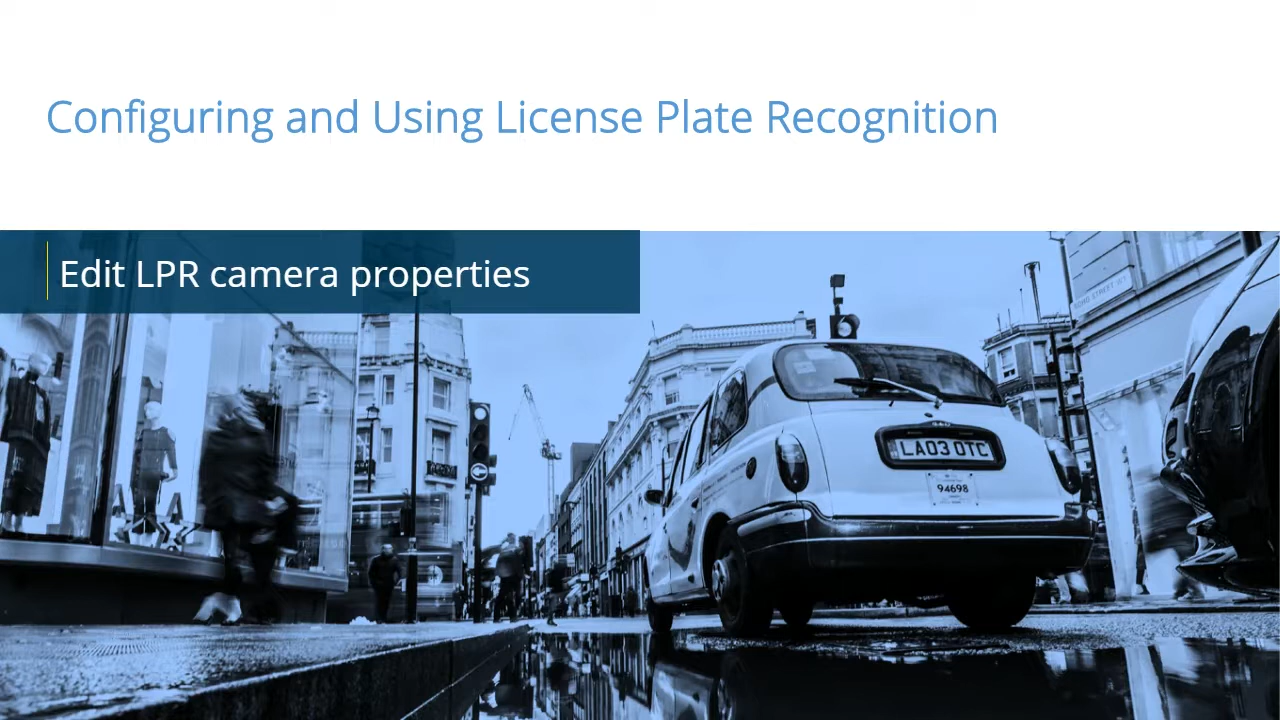 Configuring and Using License Plate Recognition
Edit LPR camera properties
LA03 OTC
94698